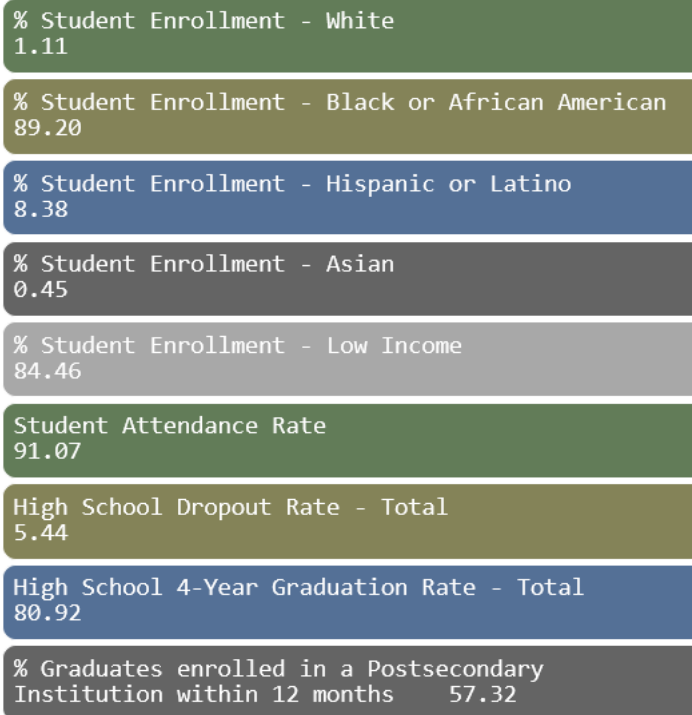 % Student Enrollment - White
1.11
% Student Enrollment - Black or African American
89.20
% Student Enrollment - Hispanic or Latino
8.38
% Student Enrollment - Asian
0.45
% Student Enrollment - Low Income
84.46
Student Attendance Rate
91.07
High School Dropout Rate - Total
5.44
High School 4-Year Graduation Rate - Total
80.92
% Graduates enrolled in a Postsecondary
Institution within 12 months    57.32